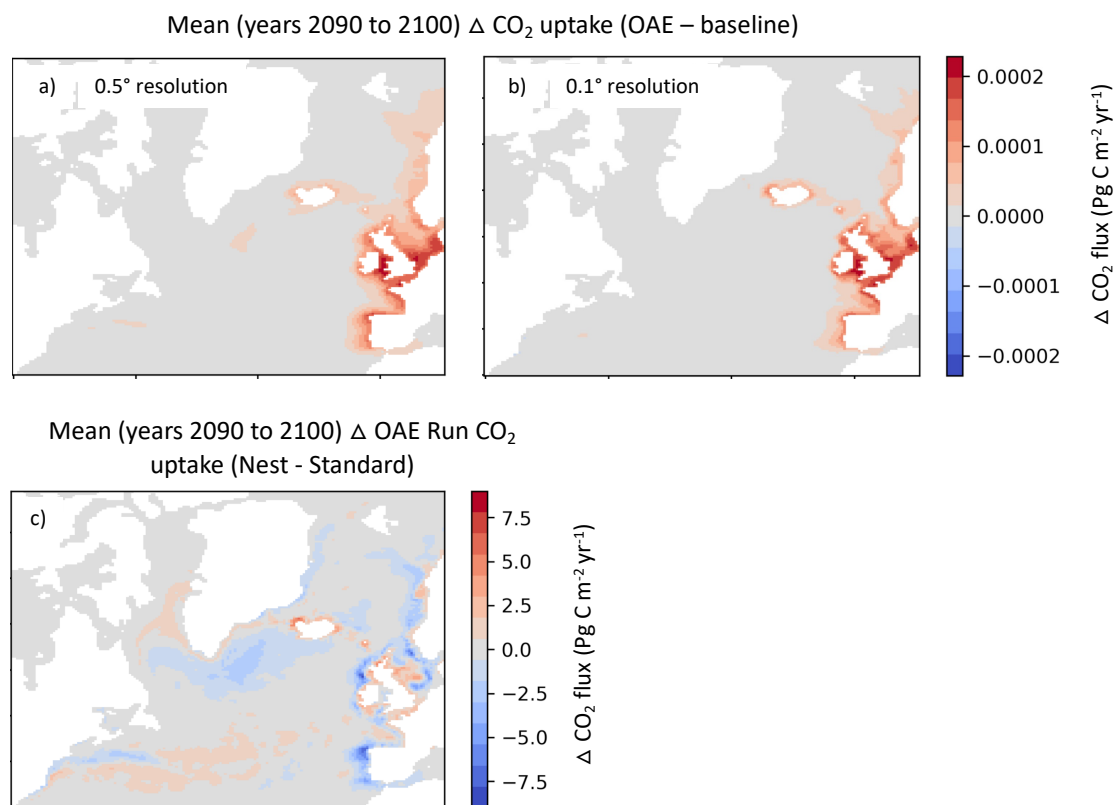 Mean (years 2090 to 2100) △ CO₂ uptake (OAE – baseline)
a) 0.5° resolution
b) 0.1° resolution
0.0002
0.0001
0.0000
−0.0001
−0.0002
△ CO₂ flux (Pg C m⁻² yr⁻¹)
Mean (years 2090 to 2100) △ OAE Run CO₂
uptake (Nest - Standard)
c)
7.5
5.0
2.5
0.0
−2.5
−5.0
−7.5
△ CO₂ flux (Pg C m⁻² yr⁻¹)